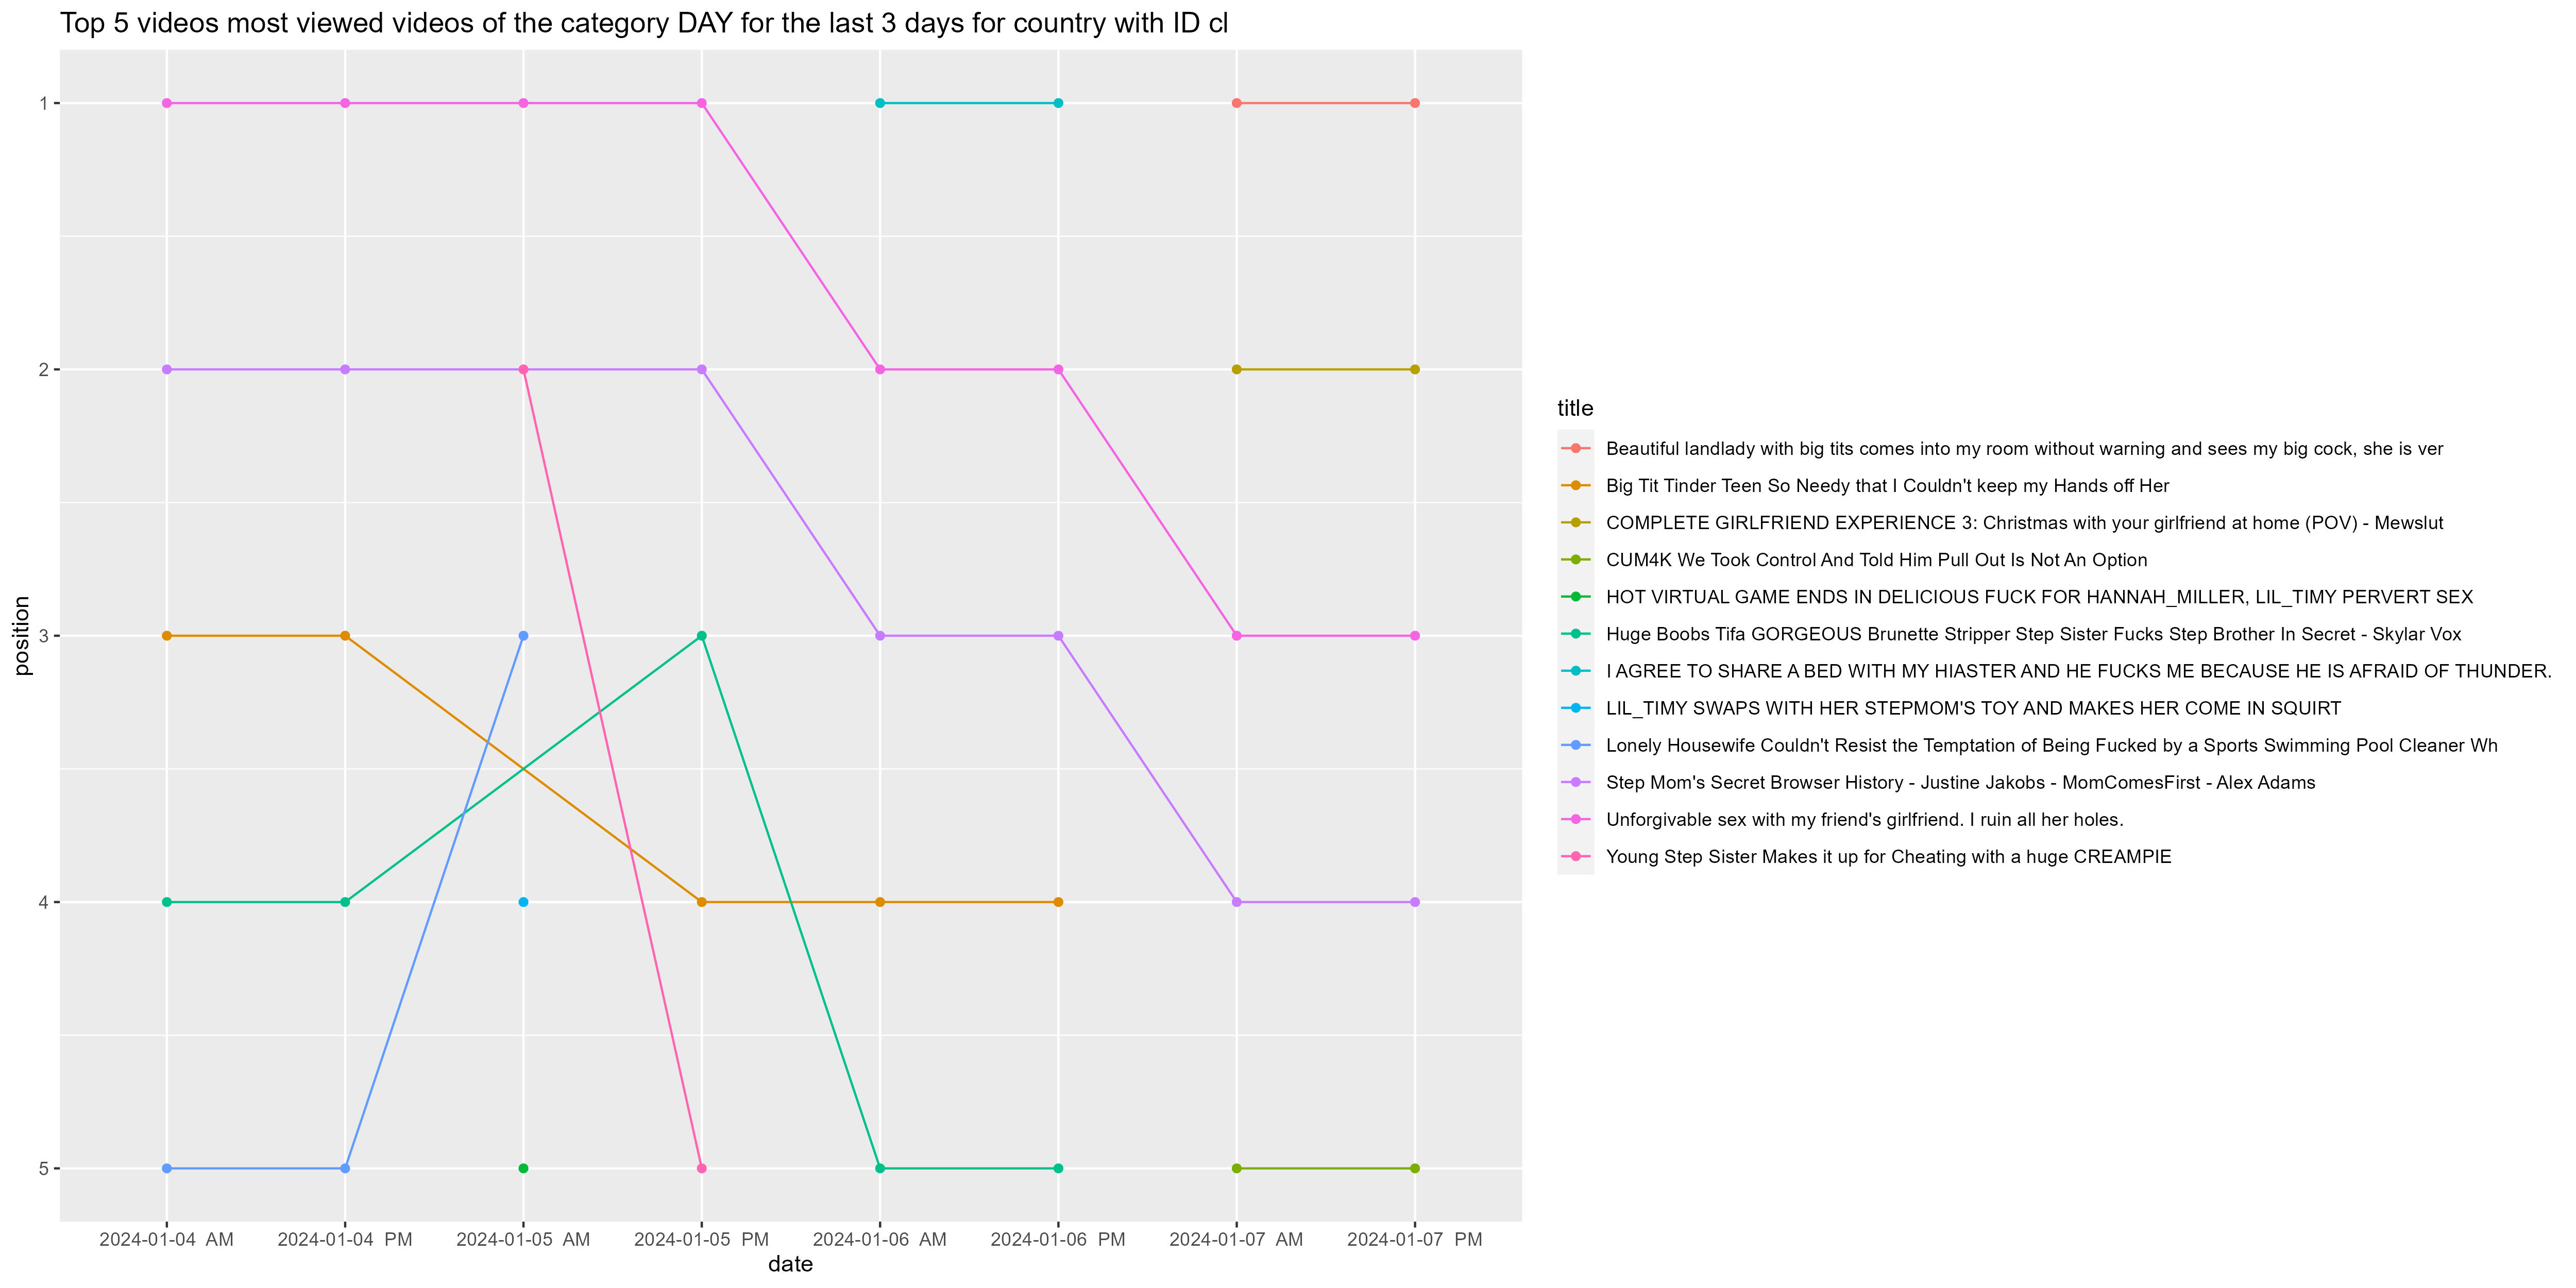 Top 5 videos most viewed videos of the category DAY for the last 3 days for country with ID cl
1
2
3
4
5
position
2024-01-04 AM
2024-01-04 PM
2024-01-05 AM
2024-01-05 PM
2024-01-06 AM
2024-01-06 PM
2024-01-07 AM
2024-01-07 PM
date
title
Beautiful landlady with big tits comes into my room without warning and sees my big cock, she is ver
Big Tit Tinder Teen So Needy that I Couldn't keep my Hands off Her
COMPLETE GIRLFRIEND EXPERIENCE 3: Christmas with your girlfriend at home (POV) - Mewslut
CUM4K We Took Control And Told Him Pull Out Is Not An Option
HOT VIRTUAL GAME ENDS IN DELICIOUS FUCK FOR HANNAH_MILLER, LIL_TIMY PERVERT SEX
Huge Boobs Tifa GORGEOUS Brunette Stripper Step Sister Fucks Step Brother In Secret - Skylar Vox
I AGREE TO SHARE A BED WITH MY HIASTER AND HE FUCKS ME BECAUSE HE IS AFRAID OF THUNDER.
LIL_TIMY SWAPS WITH HER STEPMOM'S TOY AND MAKES HER COME IN SQUIRT
Lonely Housewife Couldn't Resist the Temptation of Being Fucked by a Sports Swimming Pool Cleaner Wh
Step Mom's Secret Browser History - Justine Jakobs - MomComesFirst - Alex Adams
Unforgivable sex with my friend's girlfriend. I ruin all her holes.
Young Step Sister Makes it up for Cheating with a huge CREAMPIE